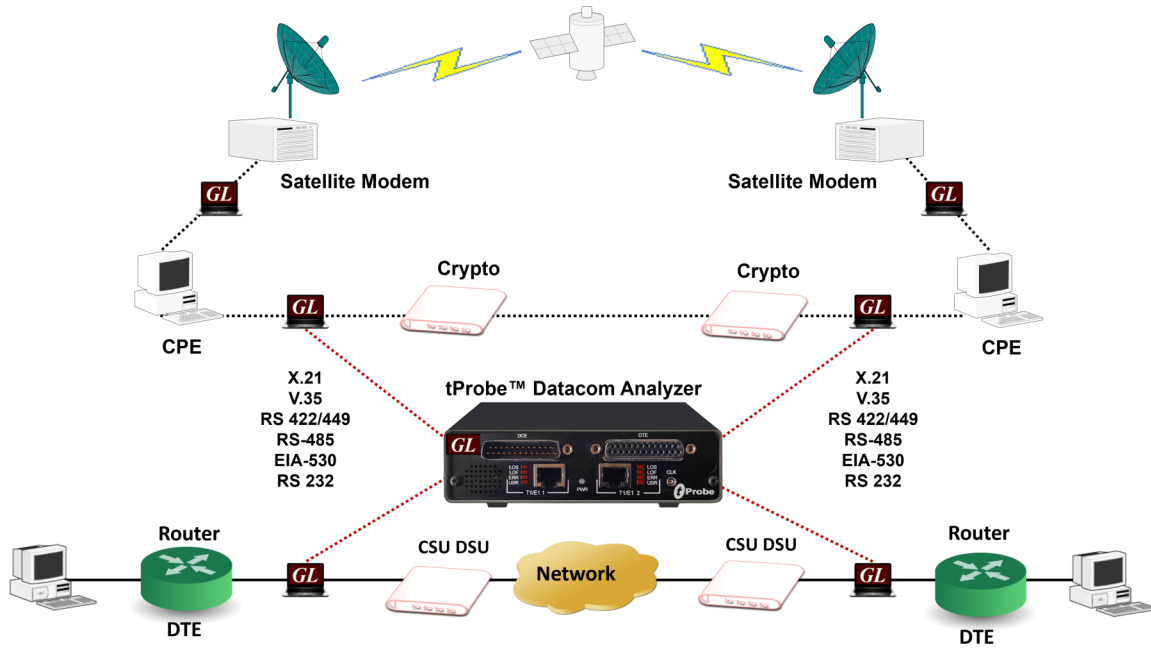 GL
GL
Satellite Modem
Satellite Modem
Crypto
Crypto
GL
GL
CPE
CPE
X.21
V.35
RS 422/449
RS-485
EIA-530
RS 232
tProbe™ Datacom Analyzer
X.21
V.35
RS 422/449
RS-485
EIA-530
RS 232
GL
DCE
DTE
LOS
LOF
ERR
USR
LOS
LOF
ERR
USR
CLK
T1/E1 1
PWR
T1/E1 2
tProbe
Router
CSU DSU
Network
CSU DSU
Router
GL
GL
DTE
DTE